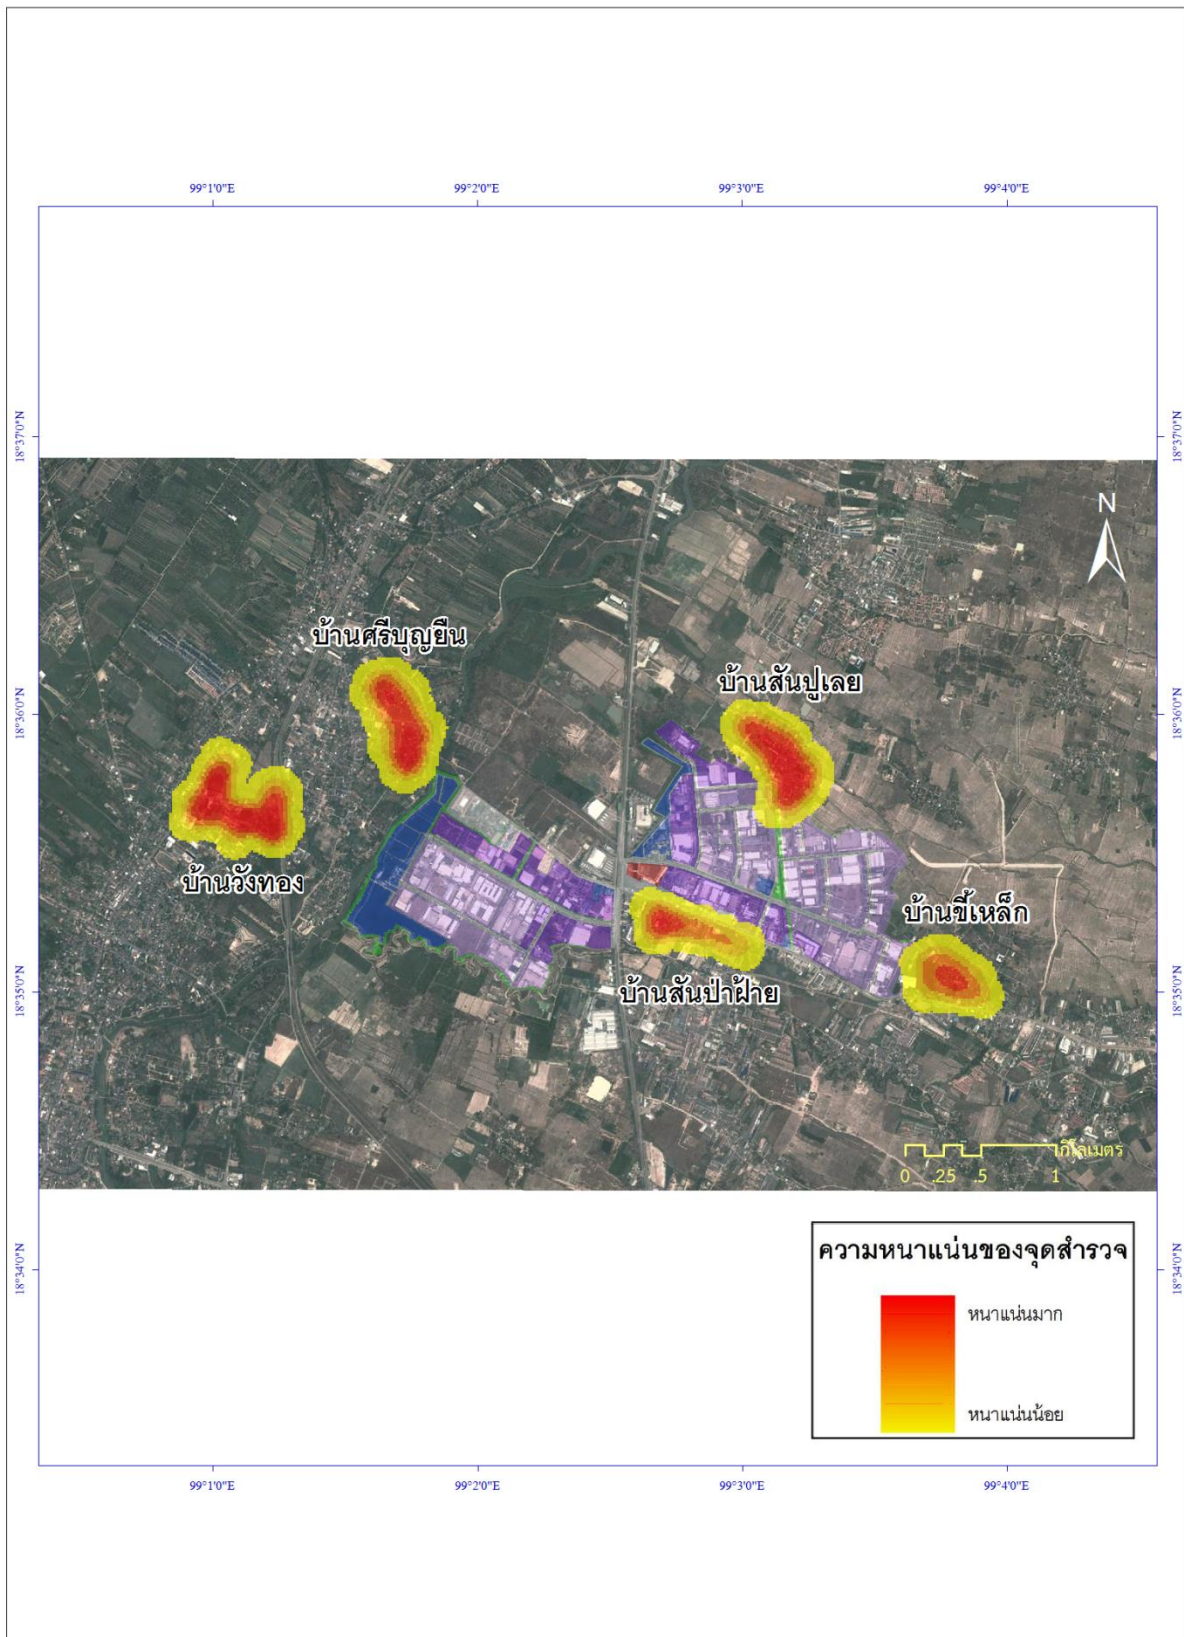 99°1'0"E 99°2'0"E 99°3'0"E 99°4'0"E
18°37'0"N 18°37'0"N
N
บ้านศรีบุญยืน
บ้านสันปูเลย
18°36'0"N 18°36'0"N
บ้านวังทอง
บ้านขี้เหล็ก
บ้านสันป่าฝ้าย
18°35'0"N 18°35'0"N
กิโลเมตร
0 .25 .5 1
ความหนาแน่นของจุดสำรวจ
18°34'0"N 18°34'0"N
หนาแน่นมาก
หนาแน่นน้อย
99°1'0"E 99°2'0"E 99°3'0"E 99°4'0"E